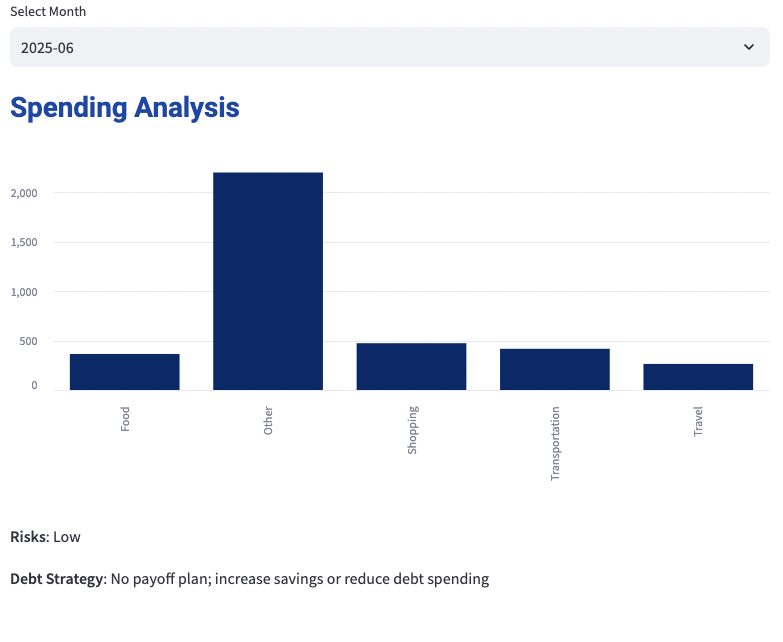 Select Month
2025-06
Spending Analysis
2,000
1,500
1,000
500
0
Food
Other
Shopping
Transportation
Travel
Risks: Low
Debt Strategy: No payoff plan; increase savings or reduce debt spending